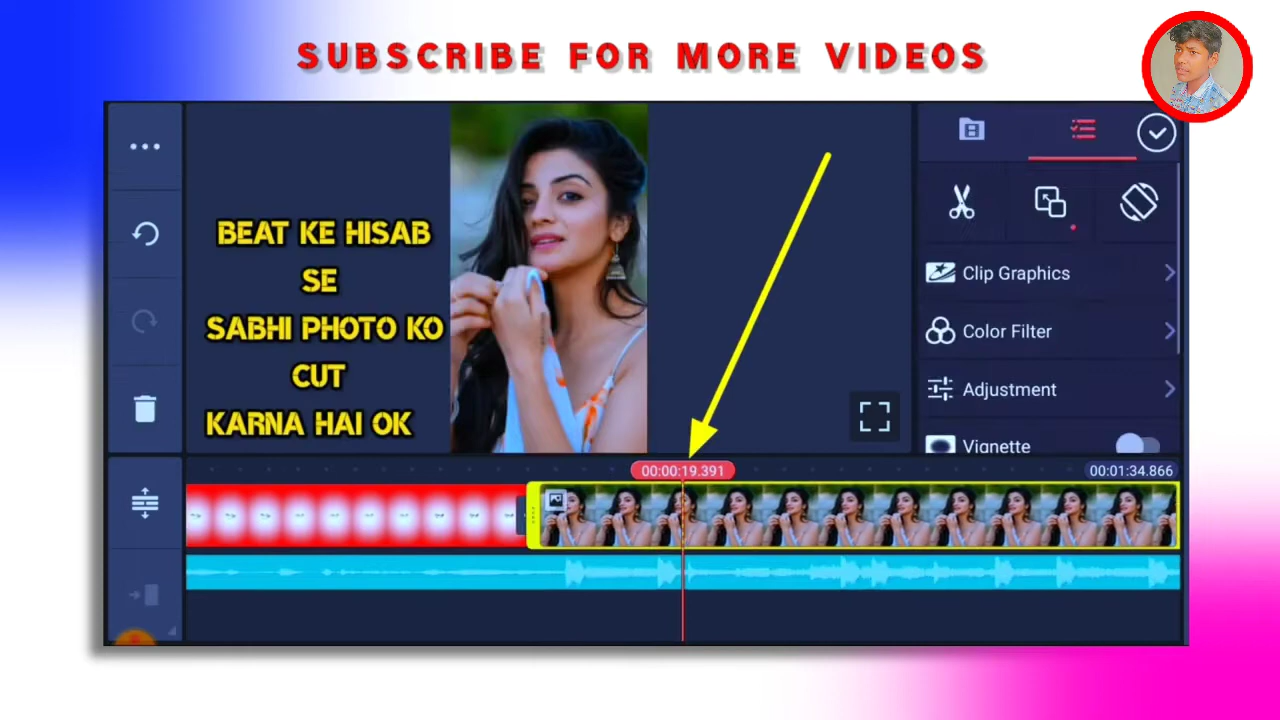 SUBSCRIBE FOR MORE VIDEOS
BEAT KE HISAB
SE
SABHI PHOTO KO
CUT
KARNA HAI OK
Clip Graphics
Color Filter
Adjustment
Vignette
00:00:19.391
00:01:34.866